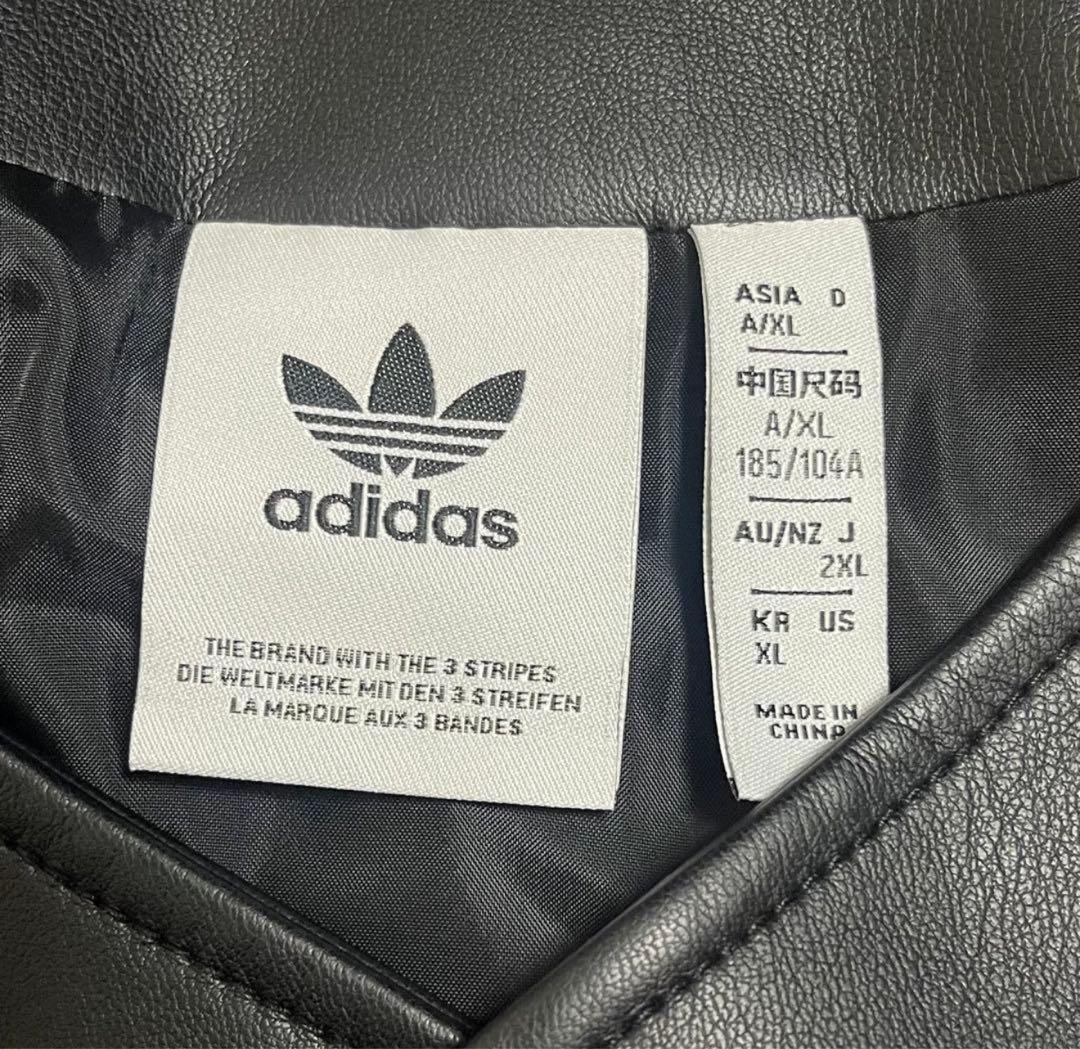 adidas
THE BRAND WITH THE 3 STRIPES
DIE WELTMARKE MIT DEN 3 STREIFEN
LA MARQUE AUX 3 BANDES
ASIA D
A/XL
中国尺码
A/XL
185/104A
AU/NZ J
2XL
KR US
XL
MADE IN
CHINA